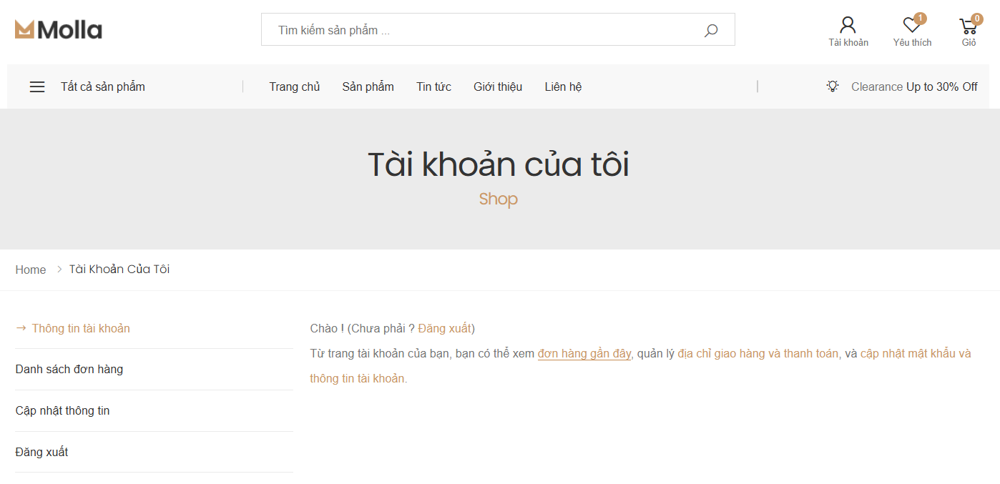 Molla
Tìm kiếm sản phẩm ...
Tài khoản
1
Yêu thích
0
Giỏ
Tất cả sản phẩm
Trang chủ
Sản phẩm
Tin tức
Giới thiệu
Liên hệ
Clearance Up to 30% Off
Tài khoản của tôi
Shop
Home
Tài Khoản Của Tôi
Thông tin tài khoản
Danh sách đơn hàng
Cập nhật thông tin
Đăng xuất
Chào ! (Chưa phải ? Đăng xuất)
Từ trang tài khoản của bạn, bạn có thể xem đơn hàng gần đây, quản lý địa chỉ giao hàng và thanh toán, và cập nhật mật khẩu và
thông tin tài khoản.